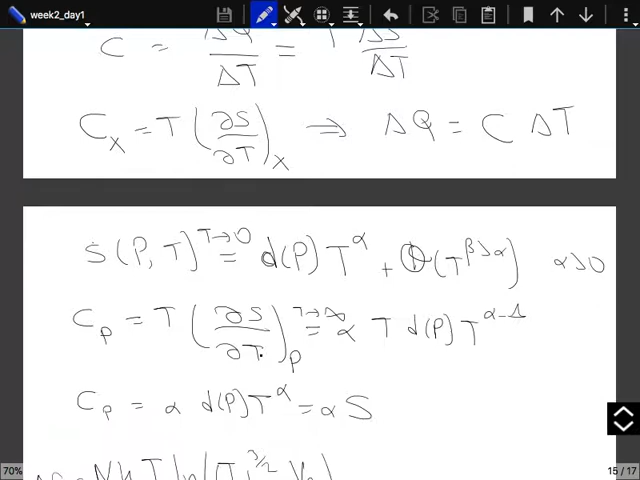 week2_day1
C = ΔQ/ΔT = T ΔS/ΔT
C_X = T (∂S/∂T)_X ⇒ ΔQ = C ΔT
S(P,T) =^{T→0} d(P) T^α + O(T^{β>α}) α>0
C_P = T (∂S/∂T)_P =^{T→0} α T d(P) T^{α-1}
C_P = α d(P) T^α = α S
70%
15 / 17